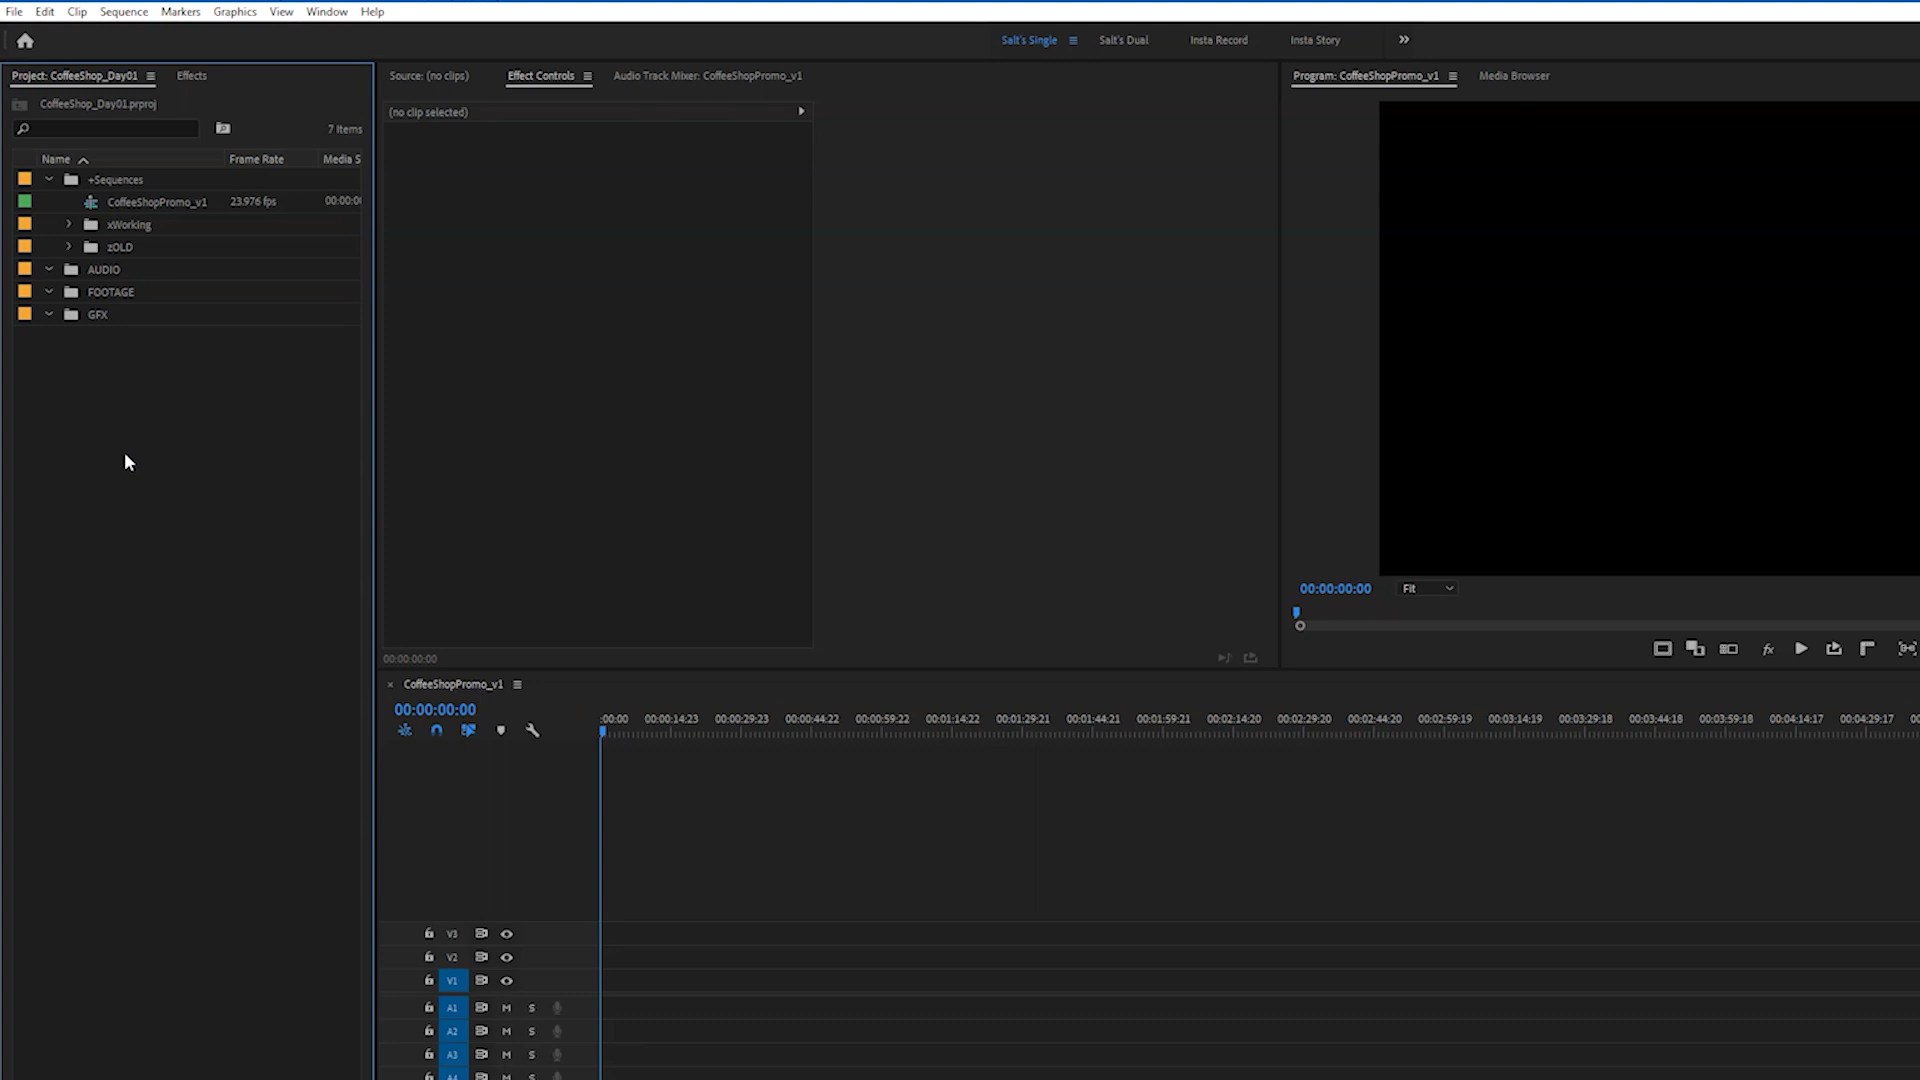 File Edit Clip Sequence Markers Graphics View Window Help
Salt's Single Salt's Dual Insta Record Insta Story
Project: CoffeeShop_Day01 Effects
CoffeeShop_Day01.prproj
7 Items
Name Frame Rate Media S
+Sequences
CoffeeShopPromo_v1 23.976 fps 00:00:0
xWorking
zOLD
AUDIO
FOOTAGE
GFX
Source: (no clips) Effect Controls Audio Track Mixer: CoffeeShopPromo_v1
(no clip selected)
00:00:00:00
Program: CoffeeShopPromo_v1 Media Browser
00:00:00:00 Fit
fx
CoffeeShopPromo_v1
00:00:00:00
:00:00 00:00:14:23 00:00:29:23 00:00:44:22 00:00:59:22 00:01:14:22 00:01:29:21 00:01:44:21 00:01:59:21 00:02:14:20 00:02:29:20 00:02:44:20 00:02:59:19 00:03:14:19 00:03:29:18 00:03:44:18 00:03:59:18 00:04:14:17 00:04:29:17 00
V3
V2
V1
A1 M S
A2 M S
A3 M S
A4 M S